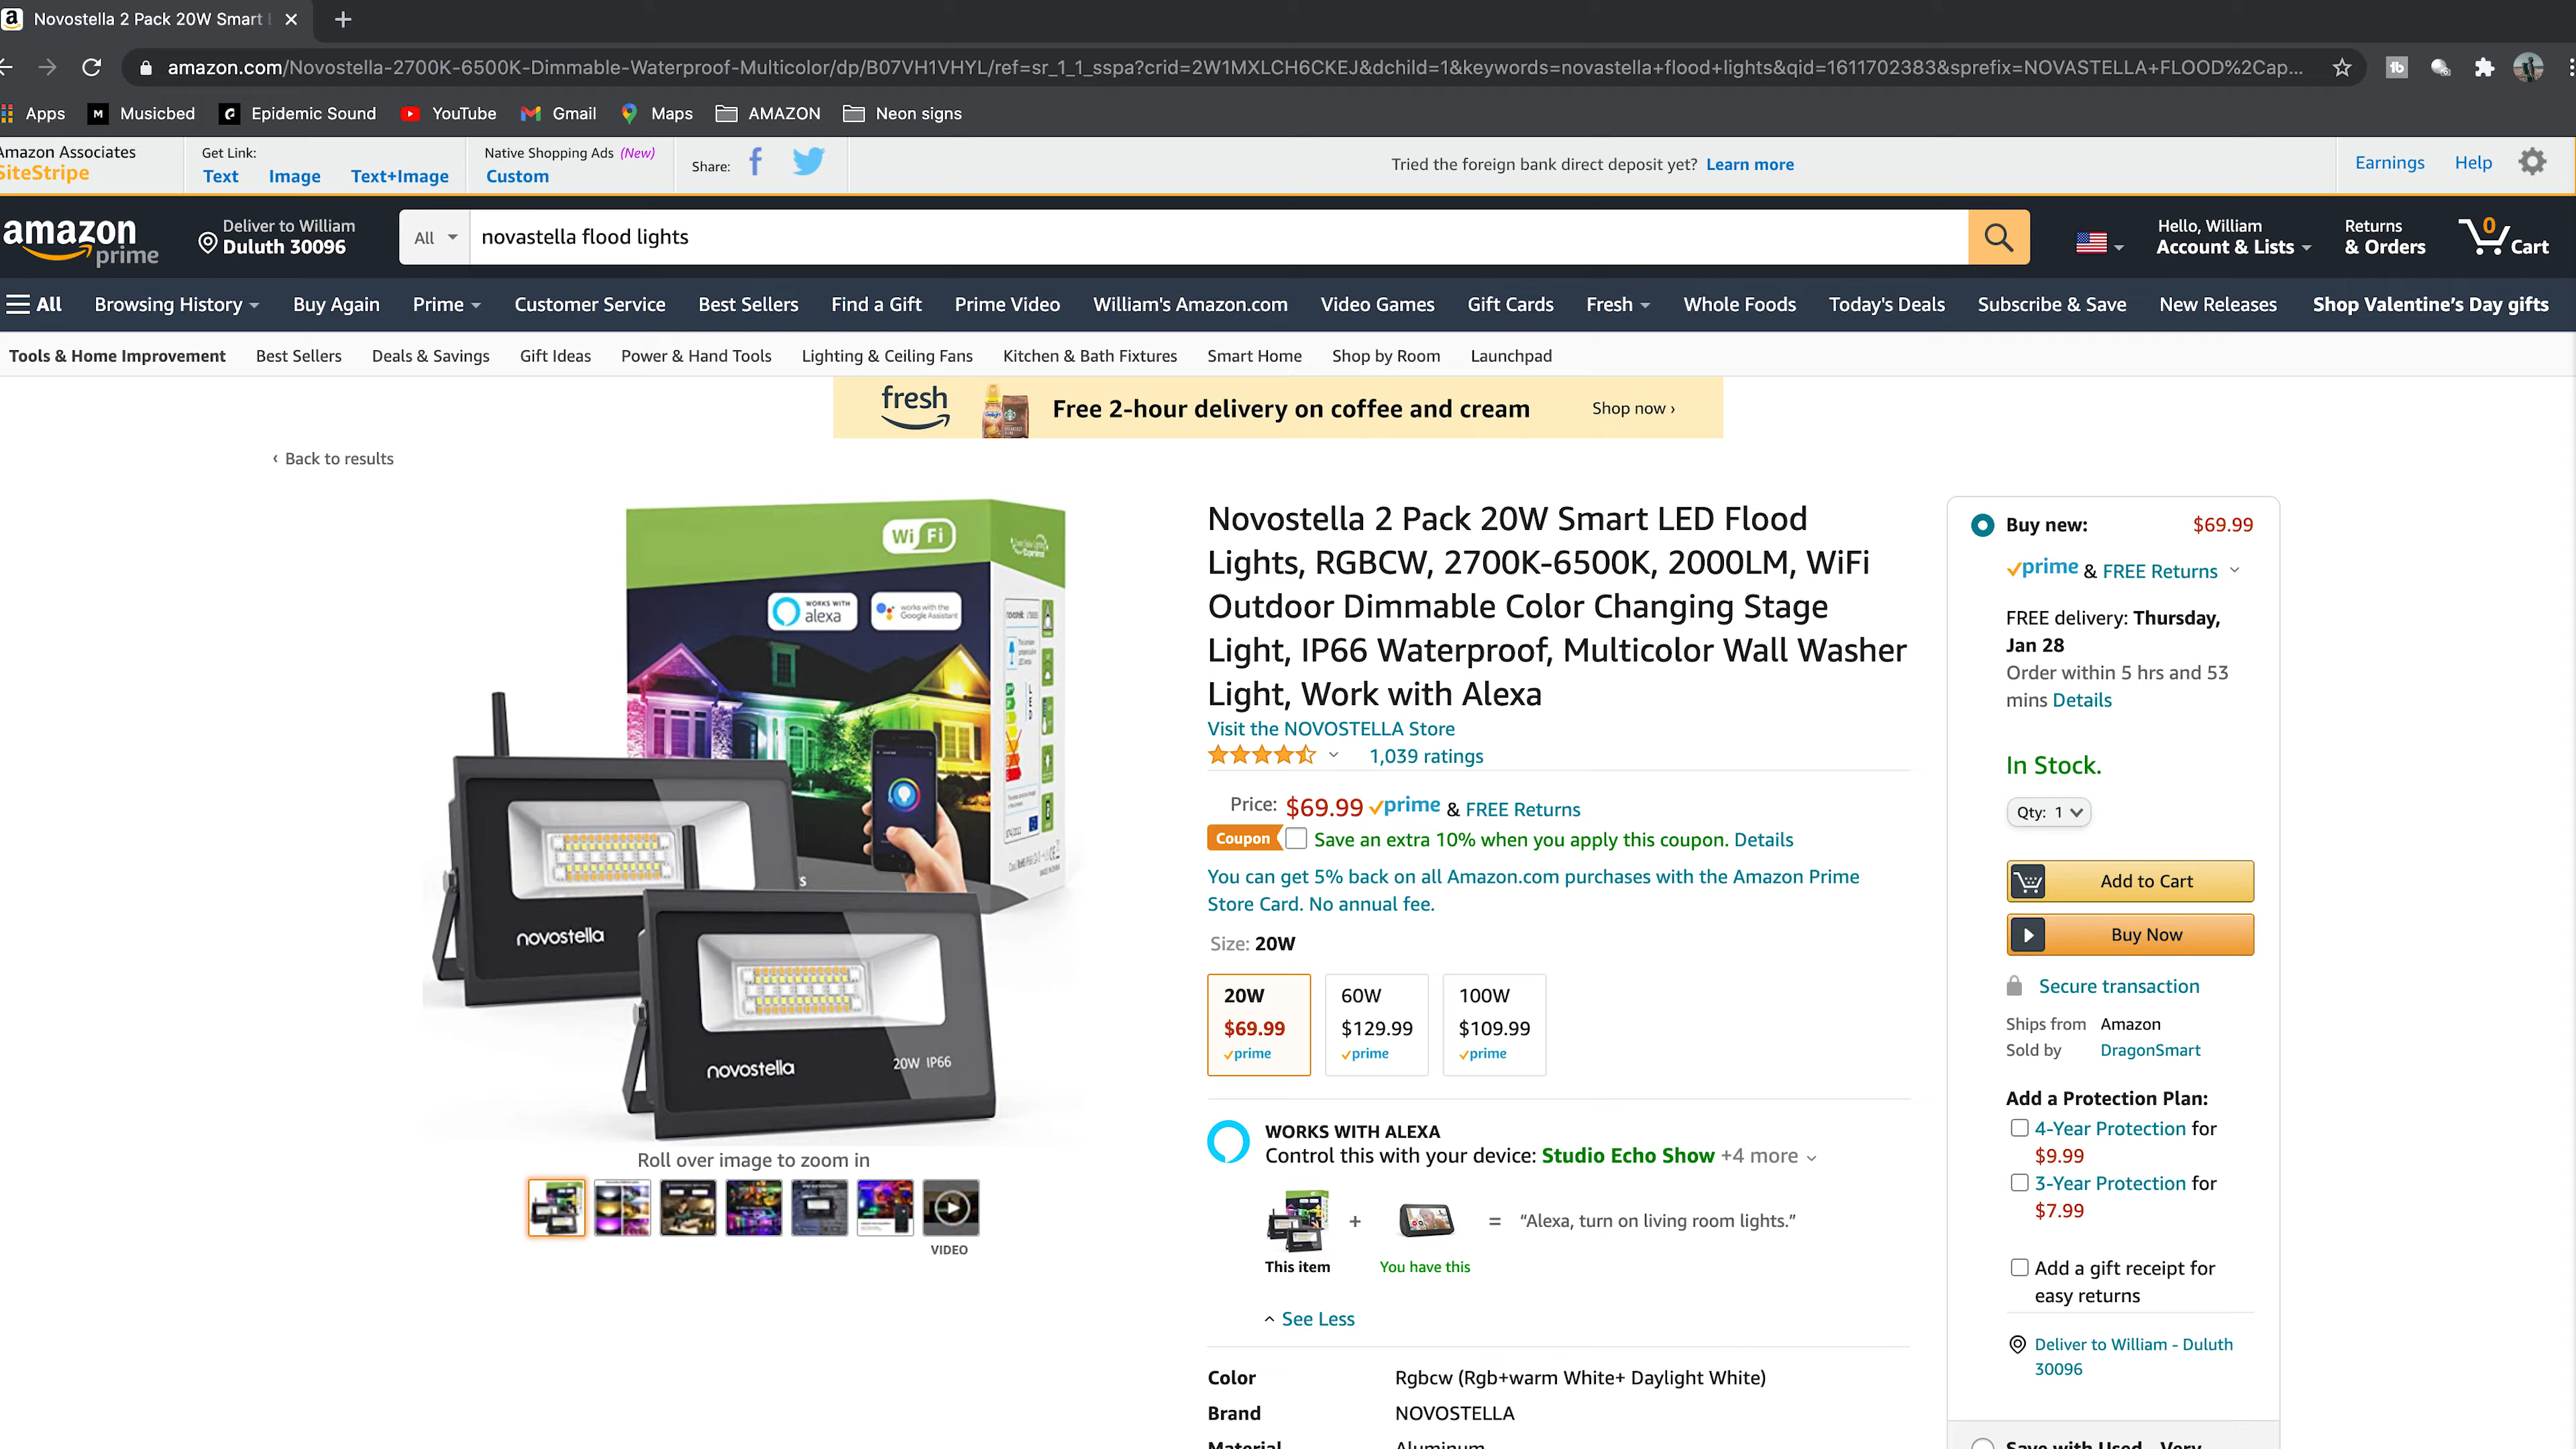 Novostella 2 Pack 20W Smart
amazon.com/Novostella-2700K-6500K-Dimmable-Waterproof-Multicolor/dp/B07VH1VHYL/ref=sr_1_1_sspa?crid=2W1MXLCH6CKEJ&dchild=1&keywords=novastella+flood+lights&qid=1611702383&sprefix=NOVASTELLA+FLOOD%2Cap...
Apps Musicbed Epidemic Sound YouTube Gmail Maps AMAZON Neon signs
Amazon Associates
SiteStripe
Get Link:
Text Image Text+Image
Native Shopping Ads (New)
Custom
Share:
Tried the foreign bank direct deposit yet? Learn more
Earnings Help
amazon prime
Deliver to William
Duluth 30096
All novastella flood lights
Hello, William
Account & Lists
Returns
& Orders
0
Cart
All Browsing History Buy Again Prime Customer Service Best Sellers Find a Gift Prime Video William's Amazon.com Video Games Gift Cards Fresh Whole Foods Today's Deals Subscribe & Save New Releases Shop Valentine's Day gifts
Tools & Home Improvement Best Sellers Deals & Savings Gift Ideas Power & Hand Tools Lighting & Ceiling Fans Kitchen & Bath Fixtures Smart Home Shop by Room Launchpad
fresh Free 2-hour delivery on coffee and cream Shop now ›
‹ Back to results
WiFi
WORKS WITH
alexa
works with the
Google Assistant
novostella
novostella 20W IP66
Roll over image to zoom in
VIDEO
Novostella 2 Pack 20W Smart LED Flood
Lights, RGBCW, 2700K-6500K, 2000LM, WiFi
Outdoor Dimmable Color Changing Stage
Light, IP66 Waterproof, Multicolor Wall Washer
Light, Work with Alexa
Visit the NOVOSTELLA Store
1,039 ratings
Price: $69.99 prime & FREE Returns
Coupon Save an extra 10% when you apply this coupon. Details
You can get 5% back on all Amazon.com purchases with the Amazon Prime
Store Card. No annual fee.
Size: 20W
20W 60W 100W
$69.99 $129.99 $109.99
prime prime prime
WORKS WITH ALEXA
Control this with your device: Studio Echo Show +4 more
+ = “Alexa, turn on living room lights.”
This item You have this
See Less
Color Rgbcw (Rgb+warm White+ Daylight White)
Brand NOVOSTELLA
Material Aluminum
Buy new: $69.99
prime & FREE Returns
FREE delivery: Thursday,
Jan 28
Order within 5 hrs and 53
mins Details
In Stock.
Qty: 1
Add to Cart
Buy Now
Secure transaction
Ships from Amazon
Sold by DragonSmart
Add a Protection Plan:
4-Year Protection for
$9.99
3-Year Protection for
$7.99
Add a gift receipt for
easy returns
Deliver to William - Duluth
30096
Save with Used - Very